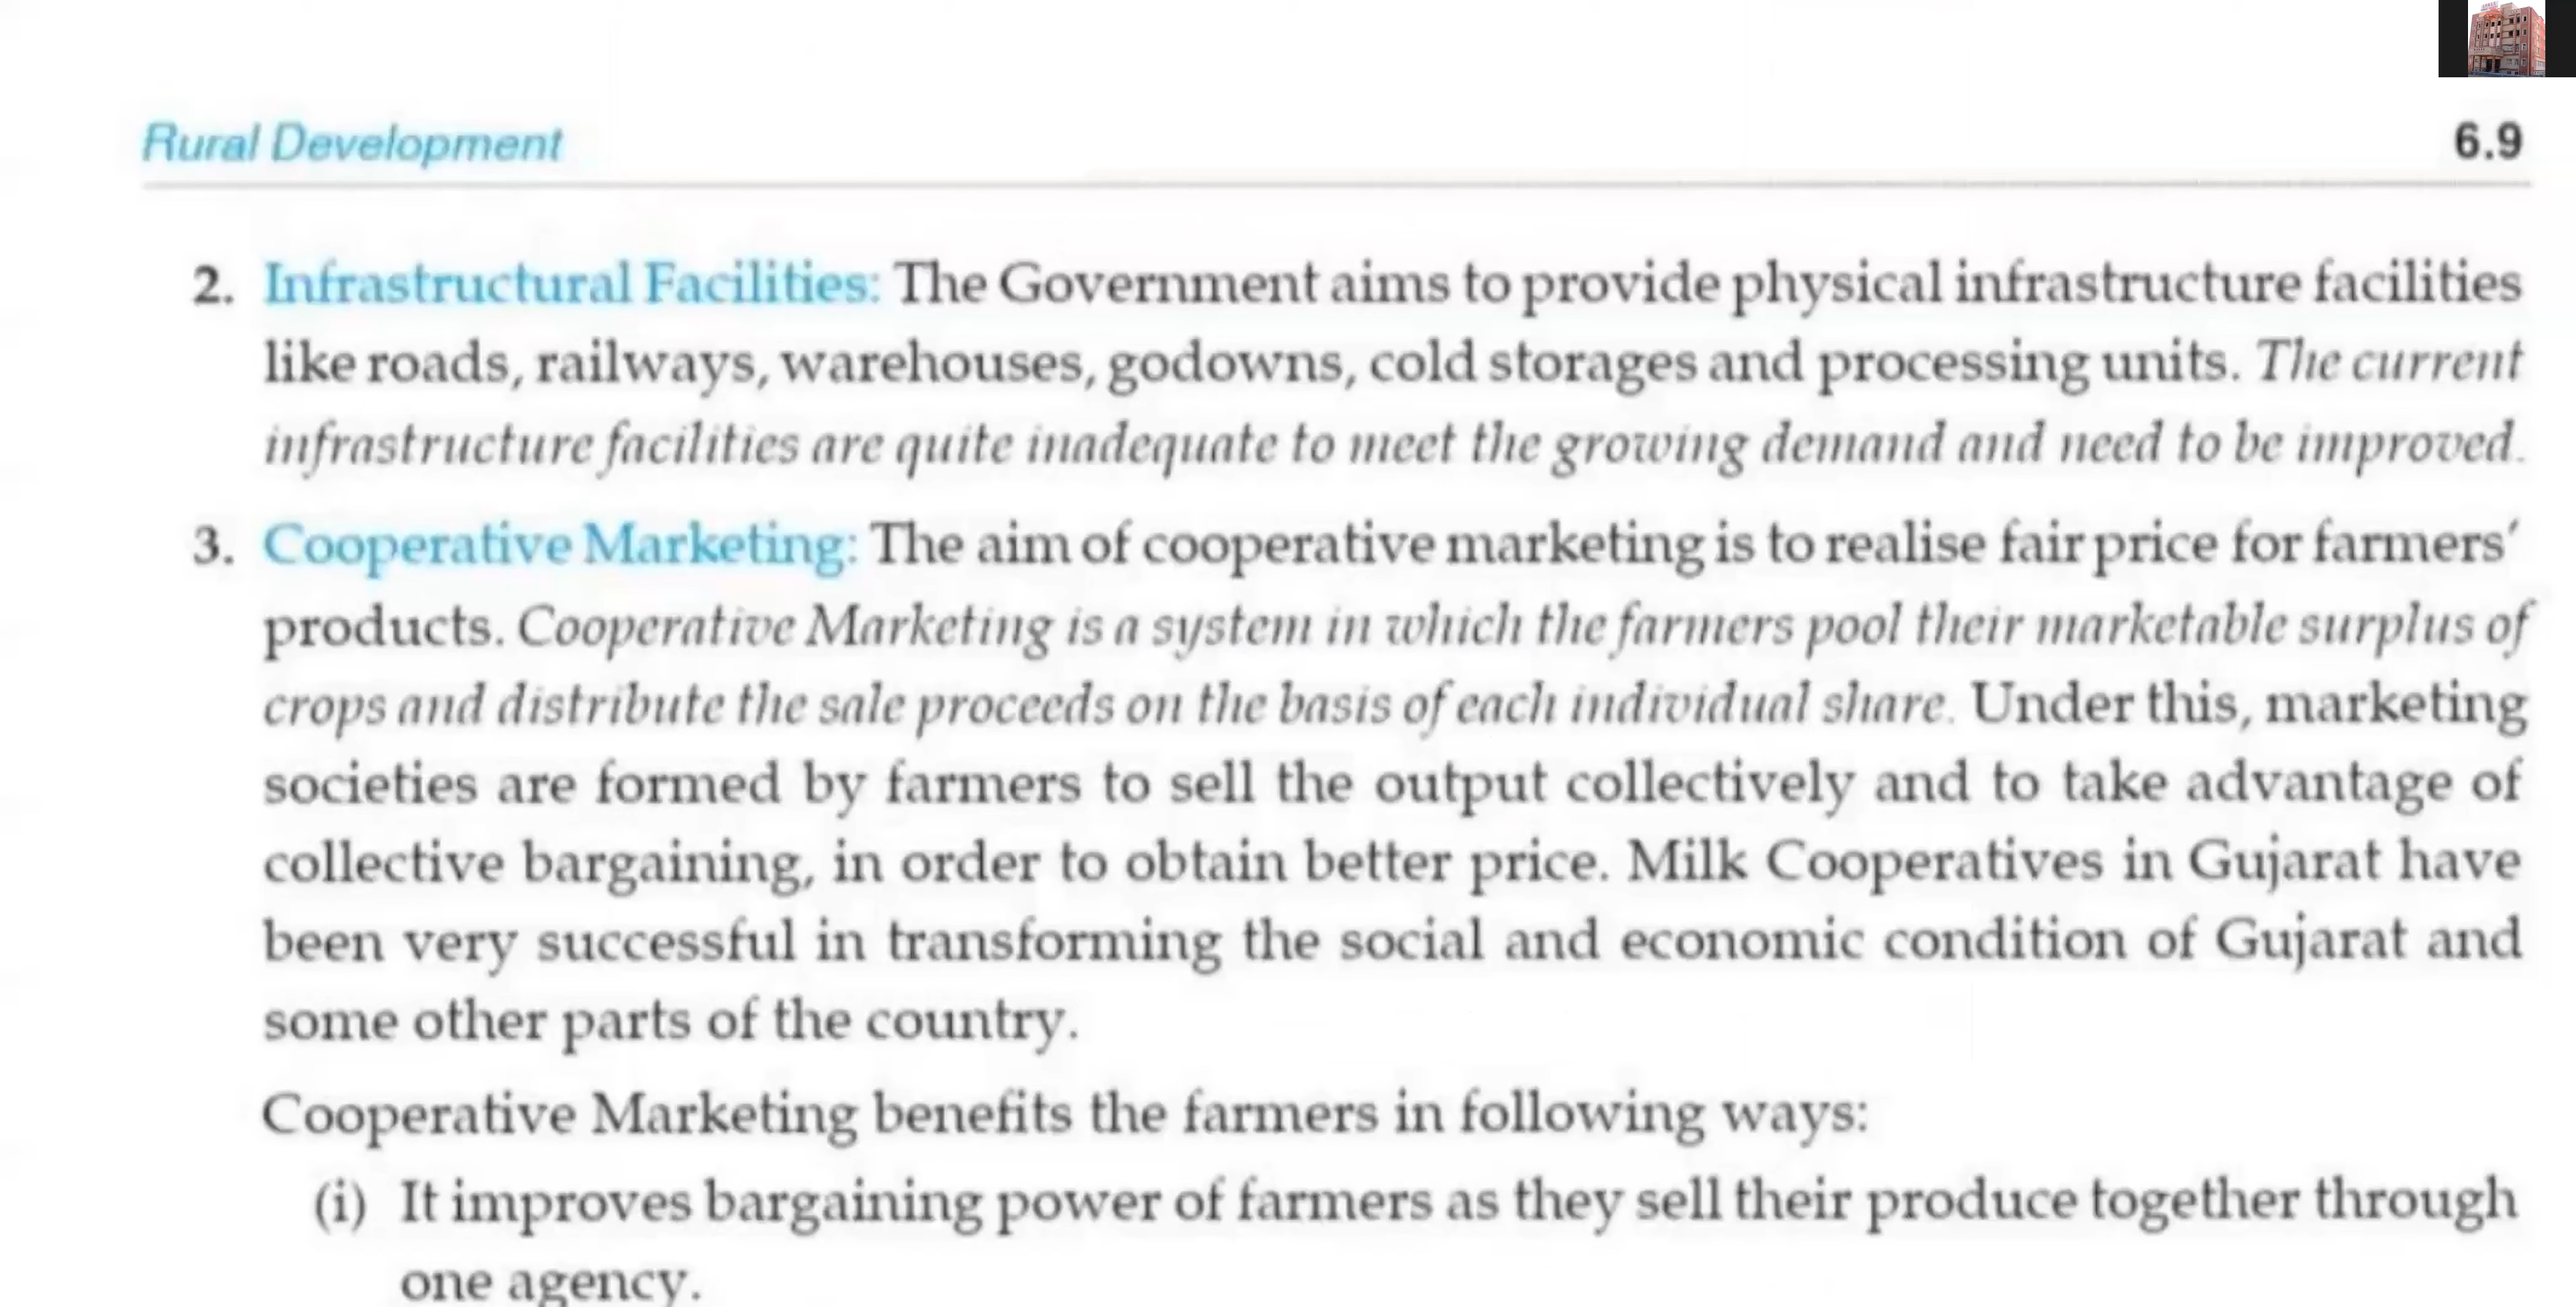 Rural Development 6.9
2. Infrastructural Facilities: The Government aims to provide physical infrastructure facilities
like roads, railways, warehouses, godowns, cold storages and processing units. The current
infrastructure facilities are quite inadequate to meet the growing demand and need to be improved.
3. Cooperative Marketing: The aim of cooperative marketing is to realise fair price for farmers'
products. Cooperative Marketing is a system in which the farmers pool their marketable surplus of
crops and distribute the sale proceeds on the basis of each individual share. Under this, marketing
societies are formed by farmers to sell the output collectively and to take advantage of
collective bargaining, in order to obtain better price. Milk Cooperatives in Gujarat have
been very successful in transforming the social and economic condition of Gujarat and
some other parts of the country.
Cooperative Marketing benefits the farmers in following ways:
(i) It improves bargaining power of farmers as they sell their produce together through
one agency.